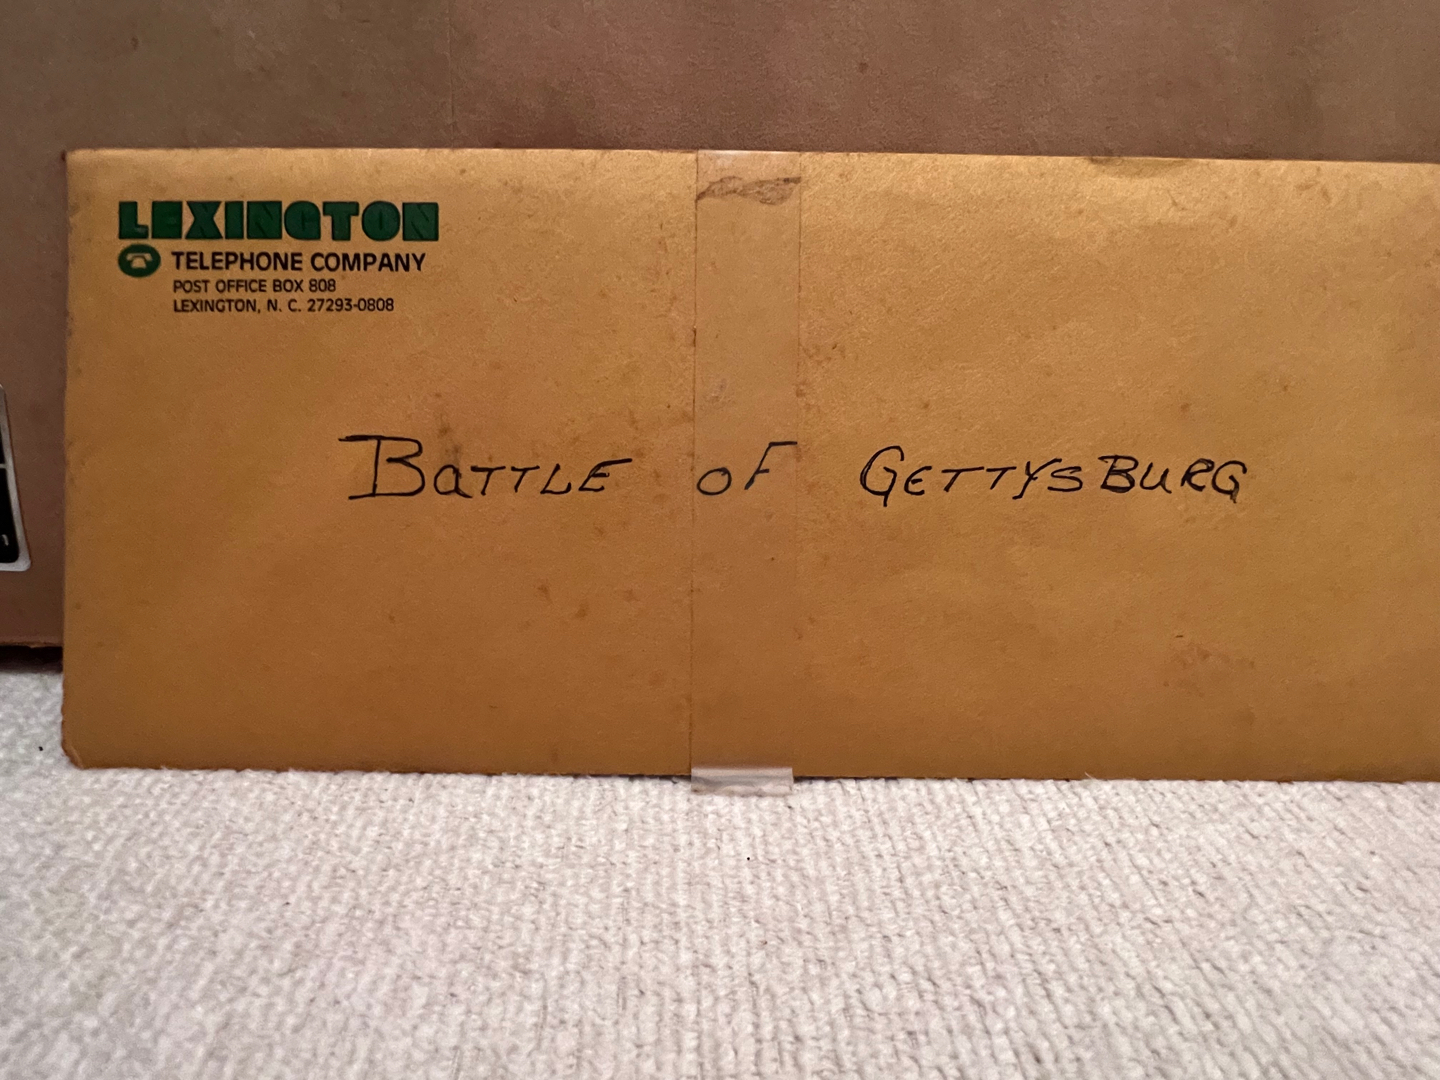 LEXINGTON
TELEPHONE COMPANY
POST OFFICE BOX 808
LEXINGTON, N. C. 27293-0808
BATTLE OF GETTYSBURG